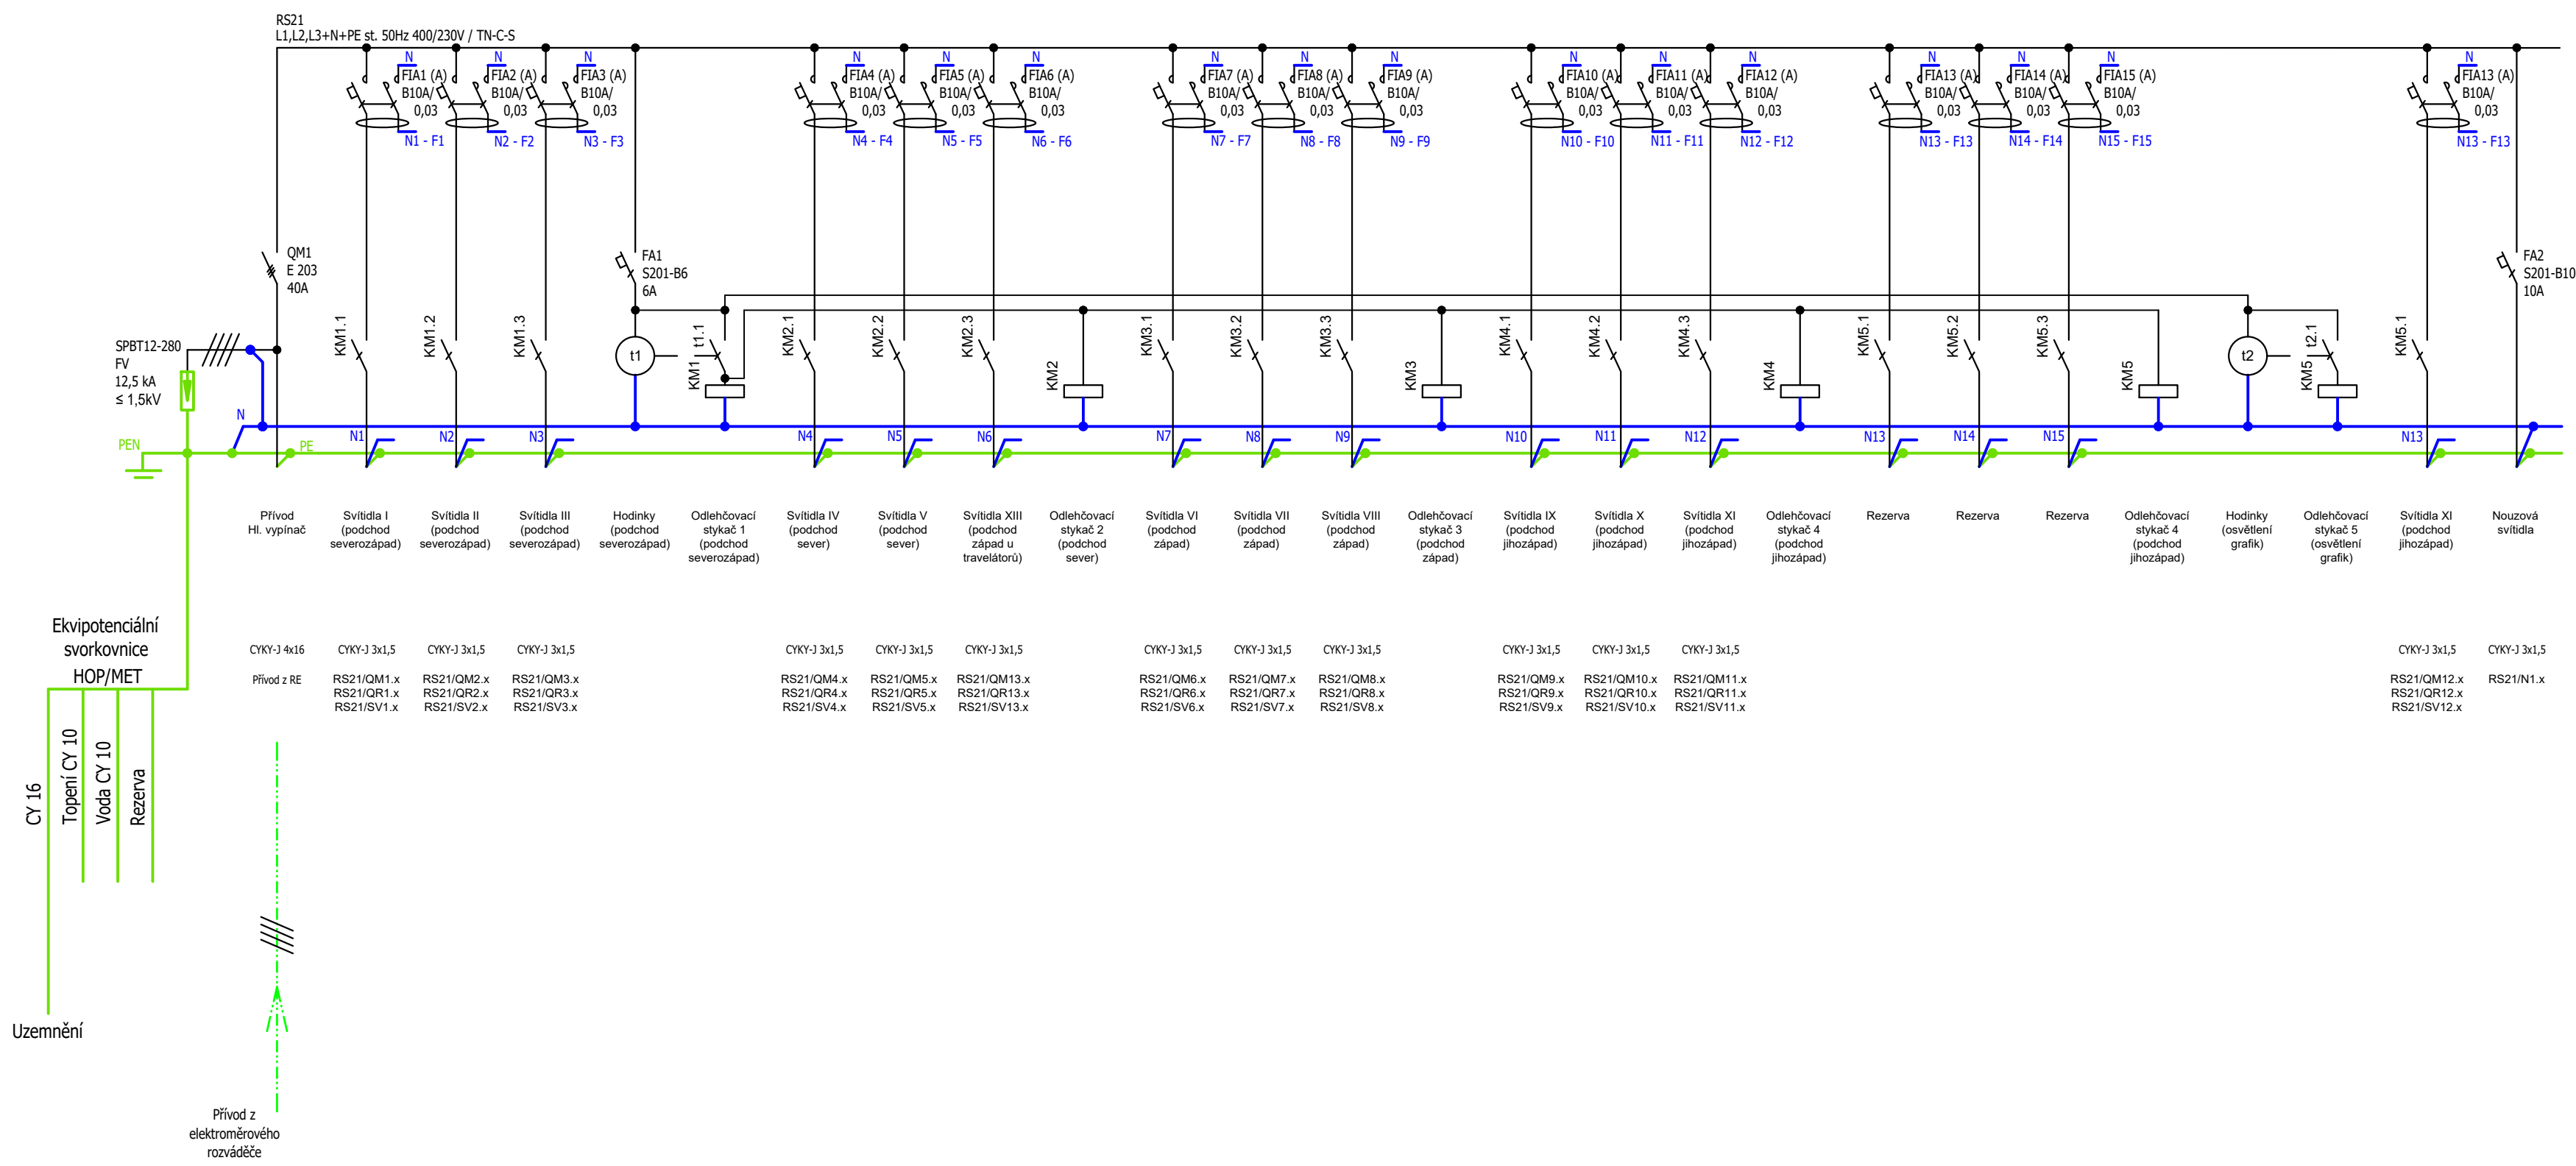 RS21
L1,L2,L3+N+PE st. 50Hz 400/230V / TN-C-S
N
FIA1 (A)
B10A/
0,03
N1 - F1
N
FIA2 (A)
B10A/
0,03
N2 - F2
N
FIA3 (A)
B10A/
0,03
N3 - F3
N
FIA4 (A)
B10A/
0,03
N4 - F4
N
FIA5 (A)
B10A/
0,03
N5 - F5
N
FIA6 (A)
B10A/
0,03
N6 - F6
N
FIA7 (A)
B10A/
0,03
N7 - F7
N
FIA8 (A)
B10A/
0,03
N8 - F8
N
FIA9 (A)
B10A/
0,03
N9 - F9
N
FIA10 (A)
B10A/
0,03
N10 - F10
N
FIA11 (A)
B10A/
0,03
N11 - F11
N
FIA12 (A)
B10A/
0,03
N12 - F12
N
FIA13 (A)
B10A/
0,03
N13 - F13
N
FIA14 (A)
B10A/
0,03
N14 - F14
N
FIA15 (A)
B10A/
0,03
N15 - F15
N
FIA13 (A)
B10A/
0,03
N13 - F13
QM1
E 203
40A
FA1
S201-B6
6A
FA2
S201-B10
10A
SPBT12-280
FV
12,5 kA
≤ 1,5kV
KM1.1
KM1.2
KM1.3
t1
KM1
t1.1
KM2.1
KM2.2
KM2.3
KM2
KM3.1
KM3.2
KM3.3
KM3
KM4.1
KM4.2
KM4.3
KM4
KM5.1
KM5.2
KM5.3
KM5
t2
KM5
t2.1
KM5.1
N
PEN
PE
N1
N2
N3
N4
N5
N6
N7
N8
N9
N10
N11
N12
N13
N14
N15
N13
Přívod
Hl. vypínač
Svítidla I
(podchod
severozápad)
Svítidla II
(podchod
severozápad)
Svítidla III
(podchod
severozápad)
Hodinky
(podchod
severozápad)
Odlehčovací
stykač 1
(podchod
severozápad)
Svítidla IV
(podchod
sever)
Svítidla V
(podchod
sever)
Svítidla XIII
(podchod
západ u
travelátorů)
Odlehčovací
stykač 2
(podchod
sever)
Svítidla VI
(podchod
západ)
Svítidla VII
(podchod
západ)
Svítidla VIII
(podchod
západ)
Odlehčovací
stykač 3
(podchod
západ)
Svítidla IX
(podchod
jihozápad)
Svítidla X
(podchod
jihozápad)
Svítidla XI
(podchod
jihozápad)
Odlehčovací
stykač 4
(podchod
jihozápad)
Rezerva
Rezerva
Rezerva
Odlehčovací
stykač 4
(podchod
jihozápad)
Hodinky
(osvětlení
grafik)
Odlehčovací
stykač 5
(osvětlení
grafik)
Svítidla XI
(podchod
jihozápad)
Nouzová
svítidla
CYKY-J 4x16
Přívod z RE
CYKY-J 3x1,5
RS21/QM1.x
RS21/QR1.x
RS21/SV1.x
CYKY-J 3x1,5
RS21/QM2.x
RS21/QR2.x
RS21/SV2.x
CYKY-J 3x1,5
RS21/QM3.x
RS21/QR3.x
RS21/SV3.x
CYKY-J 3x1,5
RS21/QM4.x
RS21/QR4.x
RS21/SV4.x
CYKY-J 3x1,5
RS21/QM5.x
RS21/QR5.x
RS21/SV5.x
CYKY-J 3x1,5
RS21/QM13.x
RS21/QR13.x
RS21/SV13.x
CYKY-J 3x1,5
RS21/QM6.x
RS21/QR6.x
RS21/SV6.x
CYKY-J 3x1,5
RS21/QM7.x
RS21/QR7.x
RS21/SV7.x
CYKY-J 3x1,5
RS21/QM8.x
RS21/QR8.x
RS21/SV8.x
CYKY-J 3x1,5
RS21/QM9.x
RS21/QR9.x
RS21/SV9.x
CYKY-J 3x1,5
RS21/QM10.x
RS21/QR10.x
RS21/SV10.x
CYKY-J 3x1,5
RS21/QM11.x
RS21/QR11.x
RS21/SV11.x
CYKY-J 3x1,5
RS21/QM12.x
RS21/QR12.x
RS21/SV12.x
CYKY-J 3x1,5
RS21/N1.x
Ekvipotenciální
svorkovnice
HOP/MET
CY 16
Topení CY 10
Voda CY 10
Rezerva
Uzemnění
Přívod z
elektroměrového
rozváděče